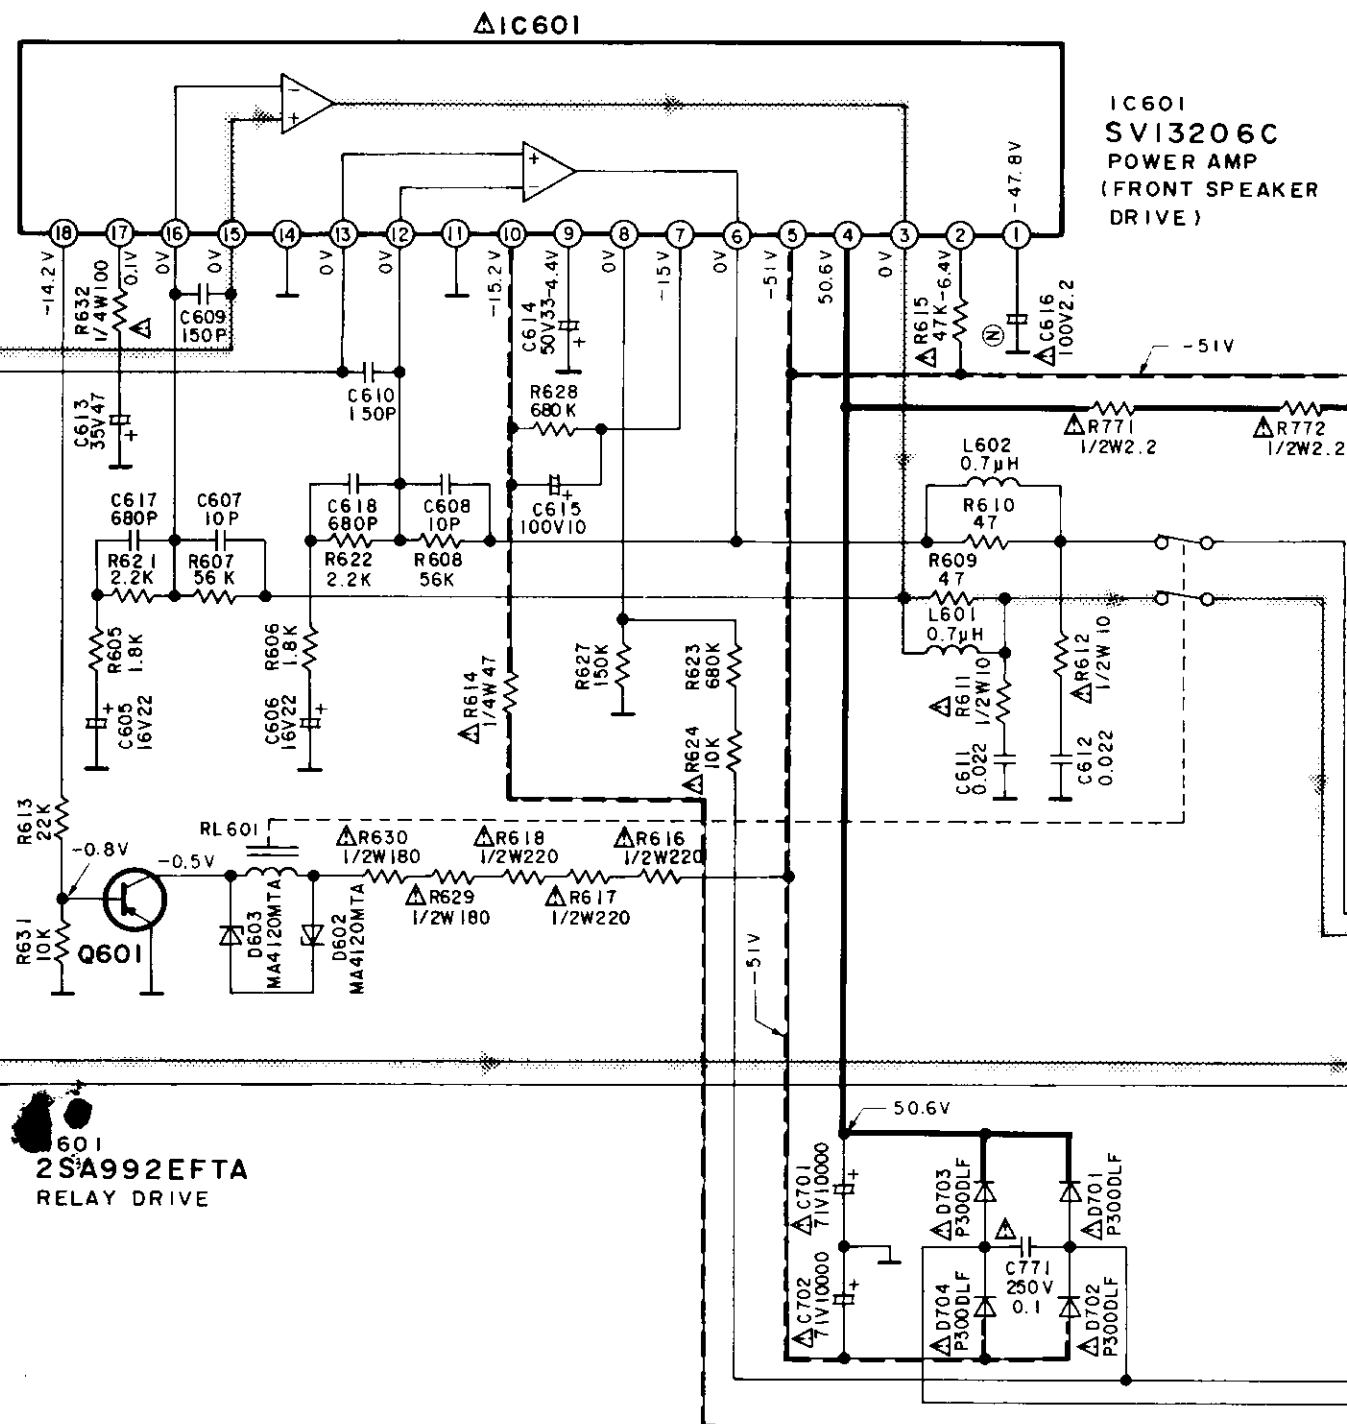 ⚠IC601
IC601
SV13206C
POWER AMP
(FRONT SPEAKER
DRIVE)
-47.8V
18 17 16 15 14 13 12 11 10 9 8 7 6 5 4 3 2 1
-14.2V
0.1V
0V
0V
0V
0V
-15.2V
-4.4V
0V
-15V
0V
-51V
50.6V
0V
-6.4V
R632
1/4W100
⚠
C609
150P
C614
50V33
+
R615
47K
⚠
N
⚠C616
100V2.2
-51V
C613
35V47
+
C610
150P
R628
680K
⚠R771
1/2W2.2
⚠R772
1/2W2.2
L602
0.7μH
R610
47
C617
680P
C607
10P
C618
680P
C608
10P
C615
100V10
+
R621
2.2K
R607
56K
R622
2.2K
R608
56K
R609
47
L601
0.7μH
R605
1.8K
R606
1.8K
⚠R614
1/4W47
R627
150K
R623
680K
⚠R611
1/2W10
⚠R612
1/2W10
C605
16V22
+
C606
16V22
+
⚠R624
10K
C611
0.022
C612
0.022
R613
22K
RL601
-0.8V
-0.5V
⚠R630
1/2W180
⚠R618
1/2W220
⚠R616
1/2W220
⚠R629
1/2W180
⚠R617
1/2W220
R631
10K
Q601
D603
MA4120MTA
D602
MA4120MTA
-51V
601
2SA992EFTA
RELAY DRIVE
50.6V
⚠C701
71V10000
+
⚠D703
P300DLF
⚠D701
P300DLF
⚠
C771
250V
0.1
⚠C702
71V10000
+
⚠D704
P300DLF
⚠D702
P300DLF